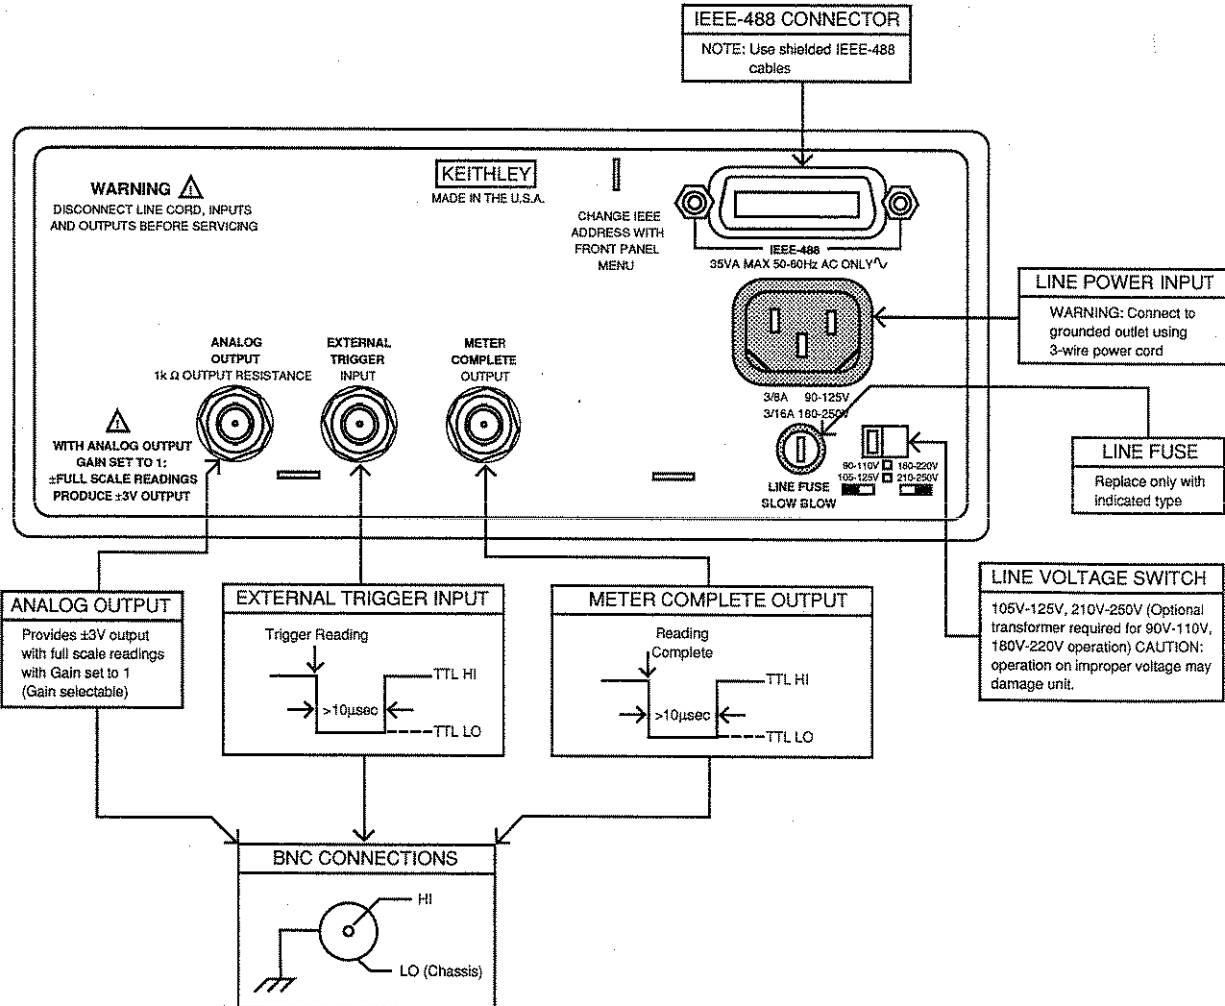 IEEE-488 CONNECTOR
NOTE: Use shielded IEEE-488
cables
WARNING
DISCONNECT LINE CORD, INPUTS
AND OUTPUTS BEFORE SERVICING
KEITHLEY
MADE IN THE U.S.A.
CHANGE IEEE
ADDRESS WITH
FRONT PANEL
MENU
IEEE-488
35VA MAX 50-60Hz AC ONLY
LINE POWER INPUT
WARNING: Connect to
grounded outlet using
3-wire power cord
ANALOG
OUTPUT
1k Ω OUTPUT RESISTANCE
EXTERNAL
TRIGGER
INPUT
METER
COMPLETE
OUTPUT
3/8A 90-125V
3/16A 180-250V
WITH ANALOG OUTPUT
GAIN SET TO 1:
±FULL SCALE READINGS
PRODUCE ±3V OUTPUT
LINE FUSE
SLOW BLOW
90-110V 180-220V
105-125V 210-250V
LINE FUSE
Replace only with
indicated type
LINE VOLTAGE SWITCH
105V-125V, 210V-250V (Optional
transformer required for 90V-110V,
180V-220V operation) CAUTION:
operation on improper voltage may
damage unit.
ANALOG OUTPUT
Provides ±3V output
with full scale readings
with Gain set to 1
(Gain selectable)
EXTERNAL TRIGGER INPUT
Trigger Reading
TTL HI
>10µsec
TTL LO
METER COMPLETE OUTPUT
Reading
Complete
TTL HI
>10µsec
TTL LO
BNC CONNECTIONS
HI
LO (Chassis)